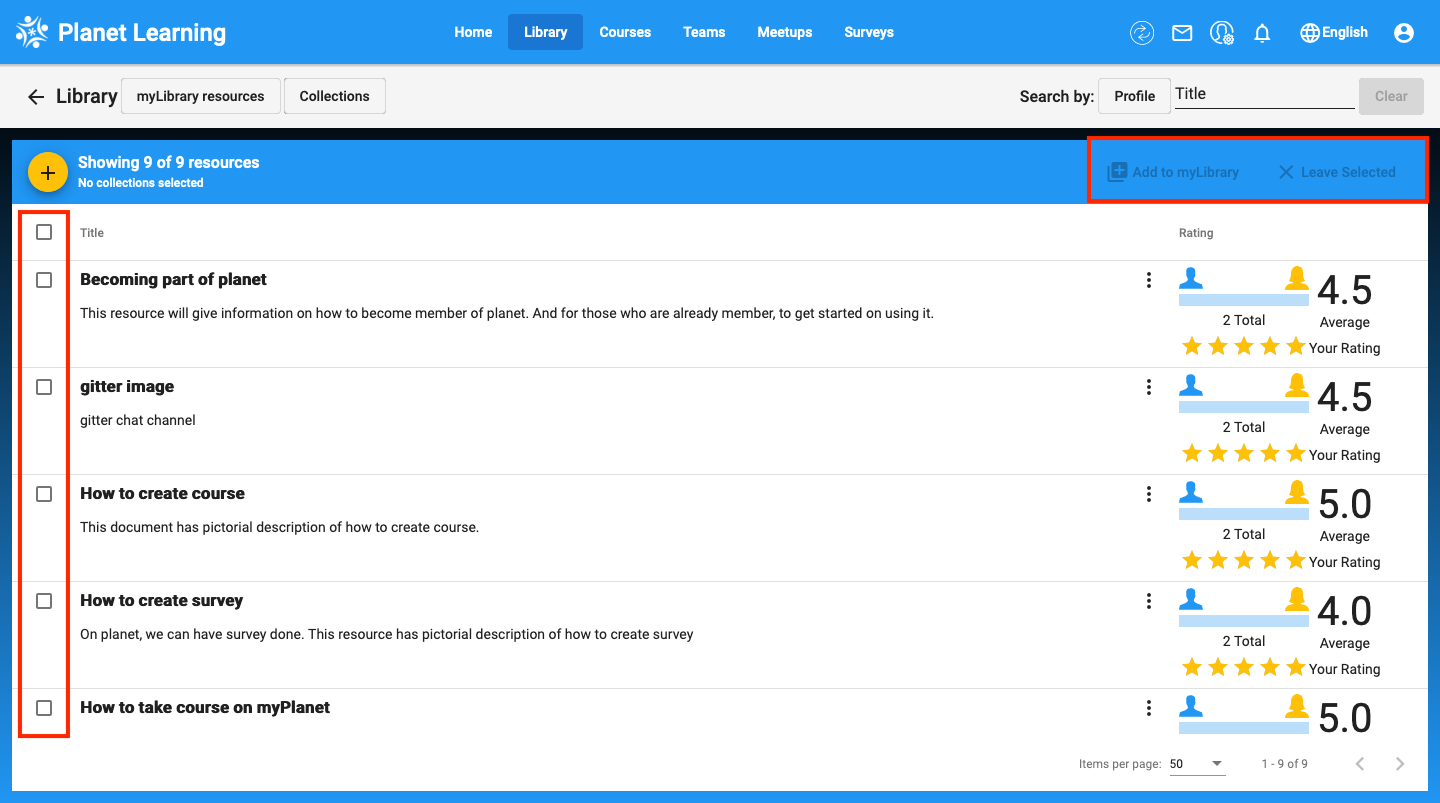 Planet Learning
Home Library Courses Teams Meetups Surveys English
Library myLibrary resources Collections Search by: Profile Title Clear
Showing 9 of 9 resources
No collections selected
Add to myLibrary Leave Selected
Title Rating
Becoming part of planet
This resource will give information on how to become member of planet. And for those who are already member, to get started on using it.
4.5
2 Total Average
Your Rating
gitter image
gitter chat channel
4.5
2 Total Average
Your Rating
How to create course
This document has pictorial description of how to create course.
5.0
2 Total Average
Your Rating
How to create survey
On planet, we can have survey done. This resource has pictorial description of how to create survey
4.0
2 Total Average
Your Rating
How to take course on myPlanet
5.0
Items per page: 50 1 - 9 of 9